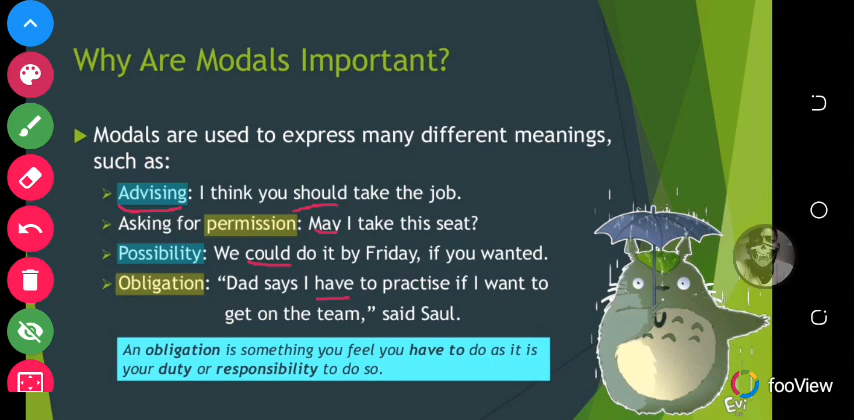 Why Are Modals Important?
Modals are used to express many different meanings,
such as:
Advising: I think you should take the job.
Asking for permission: May I take this seat?
Possibility: We could do it by Friday, if you wanted.
Obligation: “Dad says I have to practise if I want to
get on the team,” said Saul.
An obligation is something you feel you have to do as it is
your duty or responsibility to do so.
Evi
fooView